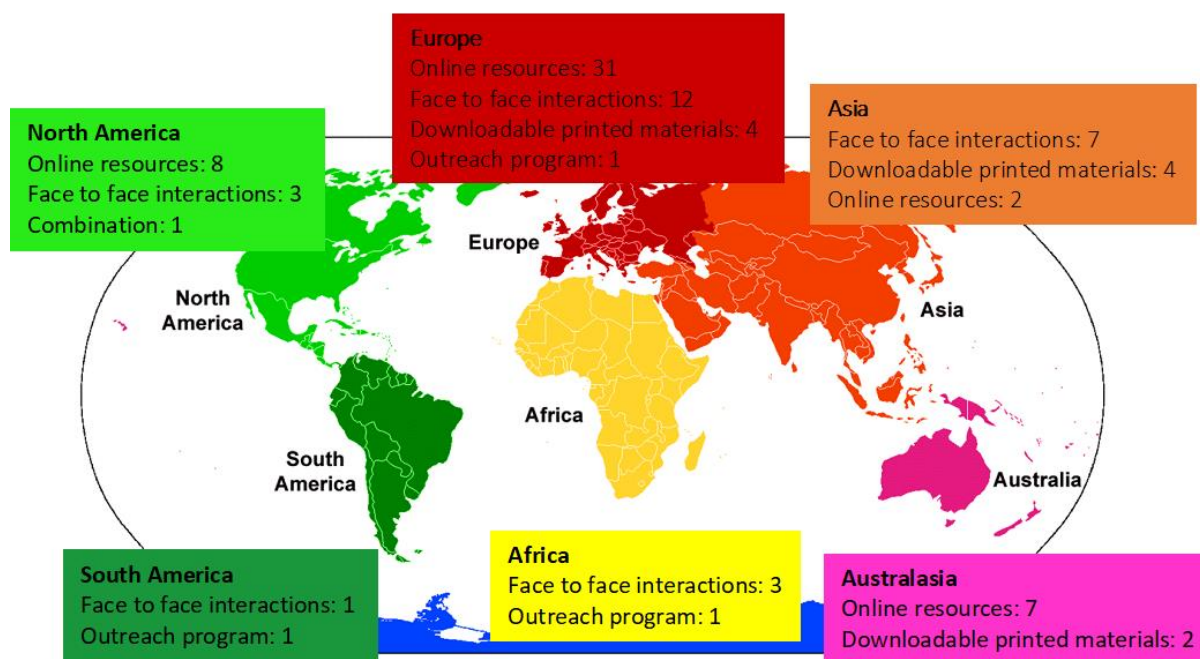 Europe
Online resources: 31
Face to face interactions: 12
Downloadable printed materials: 4
Outreach program: 1
North America
Online resources: 8
Face to face interactions: 3
Combination: 1
Asia
Face to face interactions: 7
Downloadable printed materials: 4
Online resources: 2
Europe
North
America
Asia
Africa
South
America
Australia
South America
Face to face interactions: 1
Outreach program: 1
Africa
Face to face interactions: 3
Outreach program: 1
Australasia
Online resources: 7
Downloadable printed materials: 2